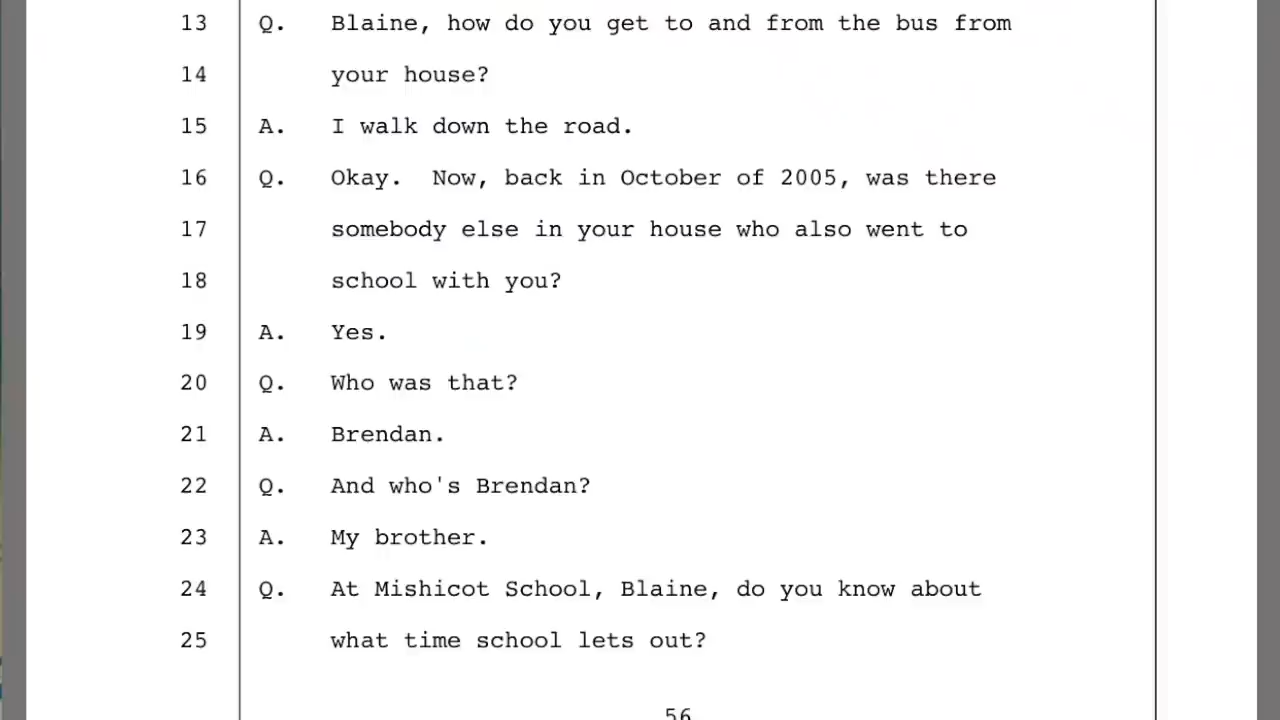 13 Q. Blaine, how do you get to and from the bus from
14 your house?
15 A. I walk down the road.
16 Q. Okay.  Now, back in October of 2005, was there
17 somebody else in your house who also went to
18 school with you?
19 A. Yes.
20 Q. Who was that?
21 A. Brendan.
22 Q. And who's Brendan?
23 A. My brother.
24 Q. At Mishicot School, Blaine, do you know about
25 what time school lets out?
56